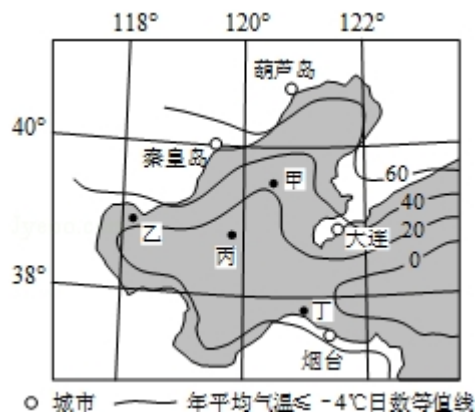 118° 120° 122°
葫芦岛
40°
秦皇岛
甲
60
40
乙
大连
20
丙
0
38°
丁
烟台
城市 年平均气温≤-4℃日数等值线